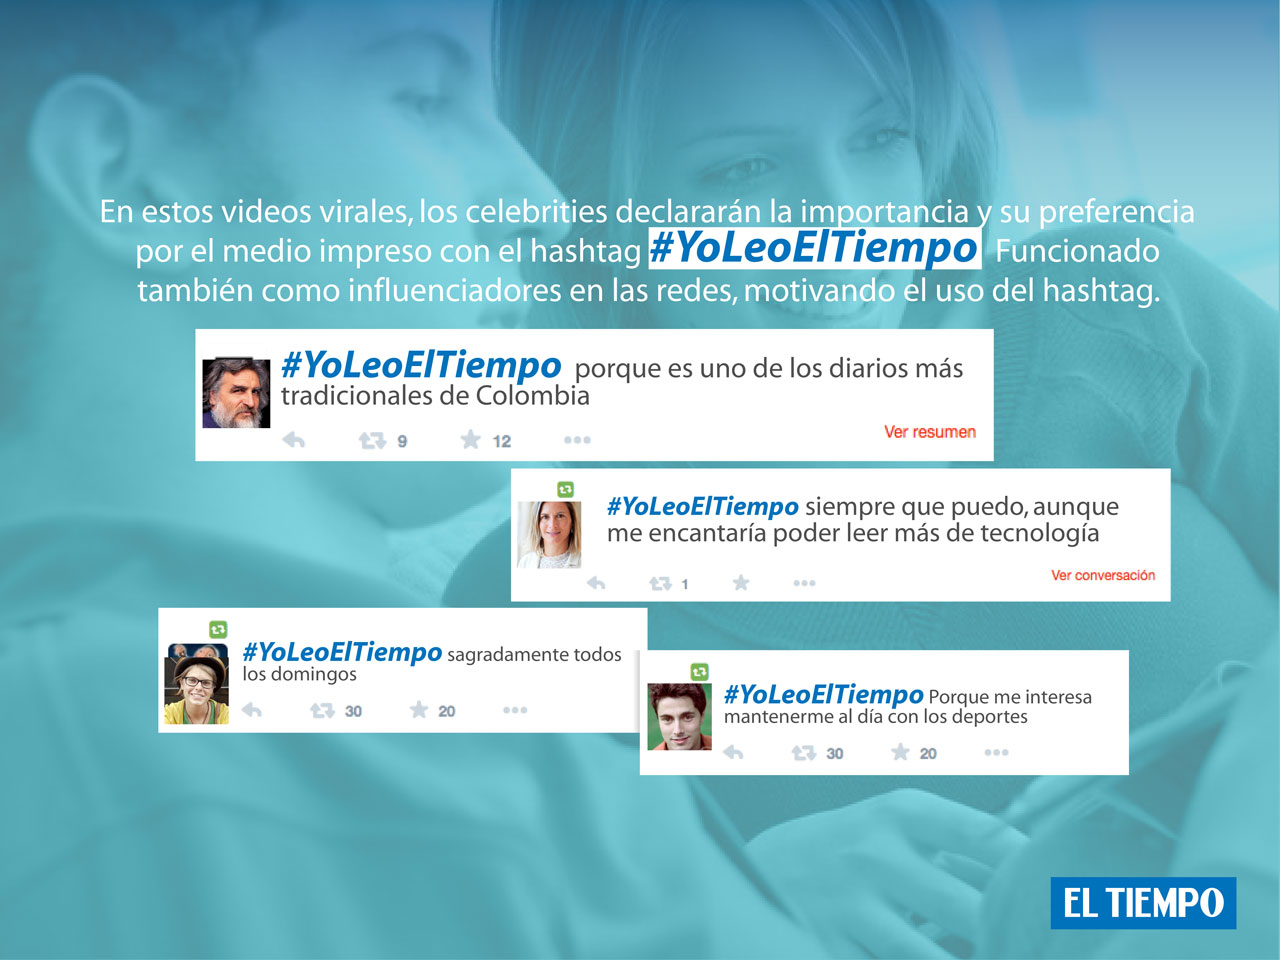 En estos videos virales, los celebrities declararán la importancia y su preferencia
por el medio impreso con el hashtag #YoLeoElTiempo Funcionado
también como influenciadores en las redes, motivando el uso del hashtag.
#YoLeoElTiempo porque es uno de los diarios más
tradicionales de Colombia
9 12
Ver resumen
#YoLeoElTiempo siempre que puedo, aunque
me encantaría poder leer más de tecnología
Ver conversación
1
#YoLeoElTiempo sagradamente todos
los domingos
30 20
#YoLeoElTiempo Porque me interesa
mantenerme al día con los deportes
30 20
EL TIEMPO